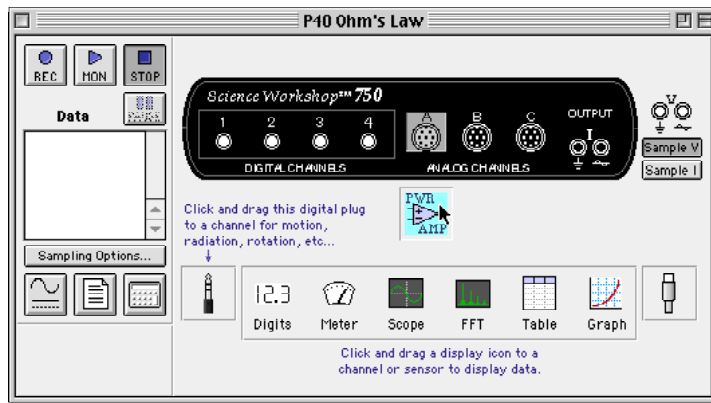 P40 Ohm's Law
REC MON STOP
Data
Science Workshop™ 750
1 2 3 4 A B C OUTPUT
I
DIGITAL CHANNELS ANALOG CHANNELS
V
Sample V
Sample I
PWR
AMP
Click and drag this digital plug
to a channel for motion,
radiation, rotation, etc...
Sampling Options...
12.3
Digits Meter Scope FFT Table Graph
Click and drag a display icon to a
channel or sensor to display data.